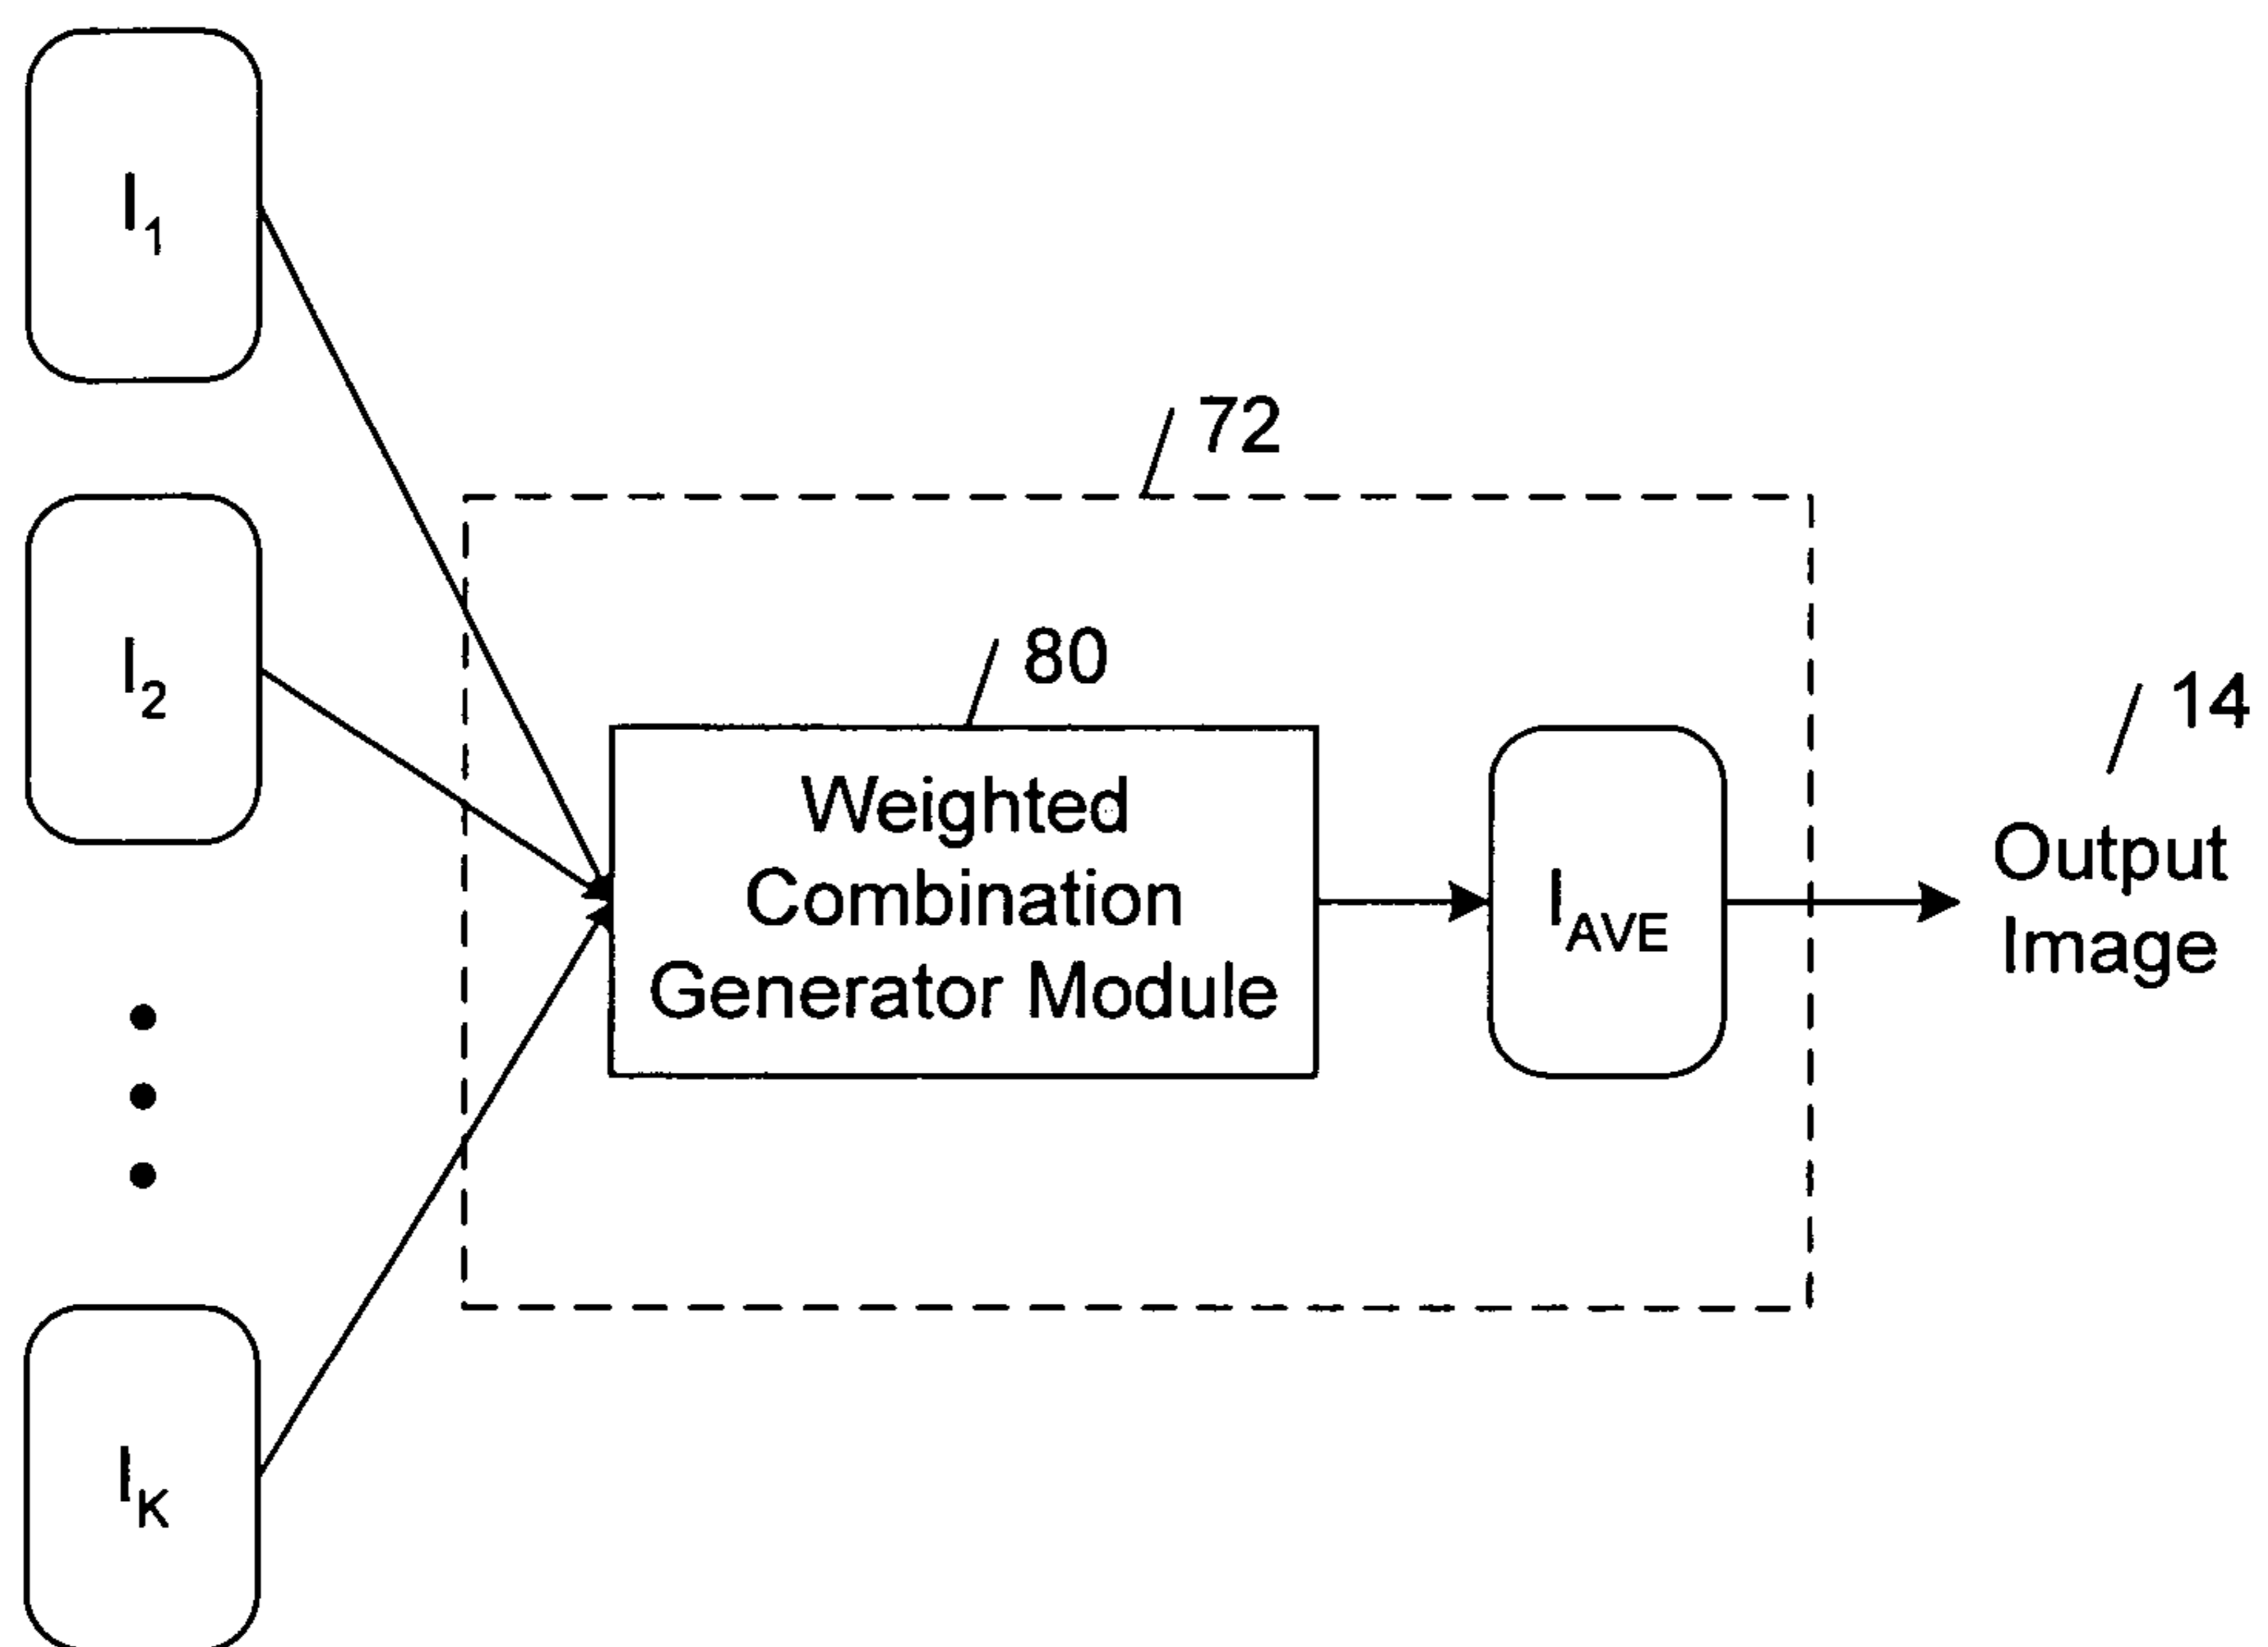 I1
72
I2
80
14
Weighted
Combination
Generator Module
IAVE
Output
Image
IK